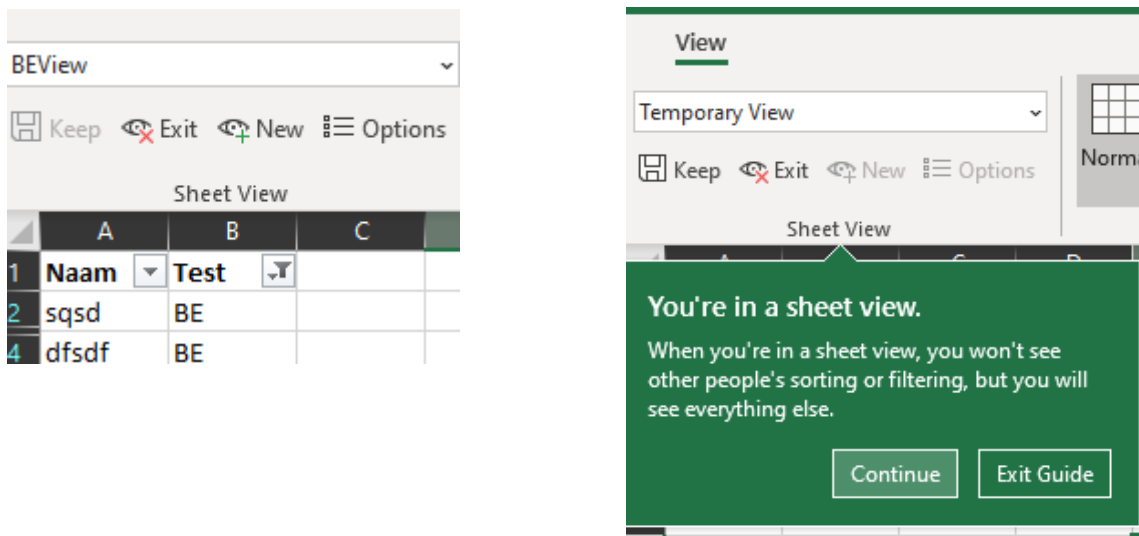 BEView
Keep Exit New Options
Sheet View
A B C
1 Naam Test
2 sqsd BE
4 dfsdf BE
View
Temporary View
Keep Exit New Options
Sheet View
You're in a sheet view.
When you're in a sheet view, you won't see
other people's sorting or filtering, but you will
see everything else.
Continue Exit Guide